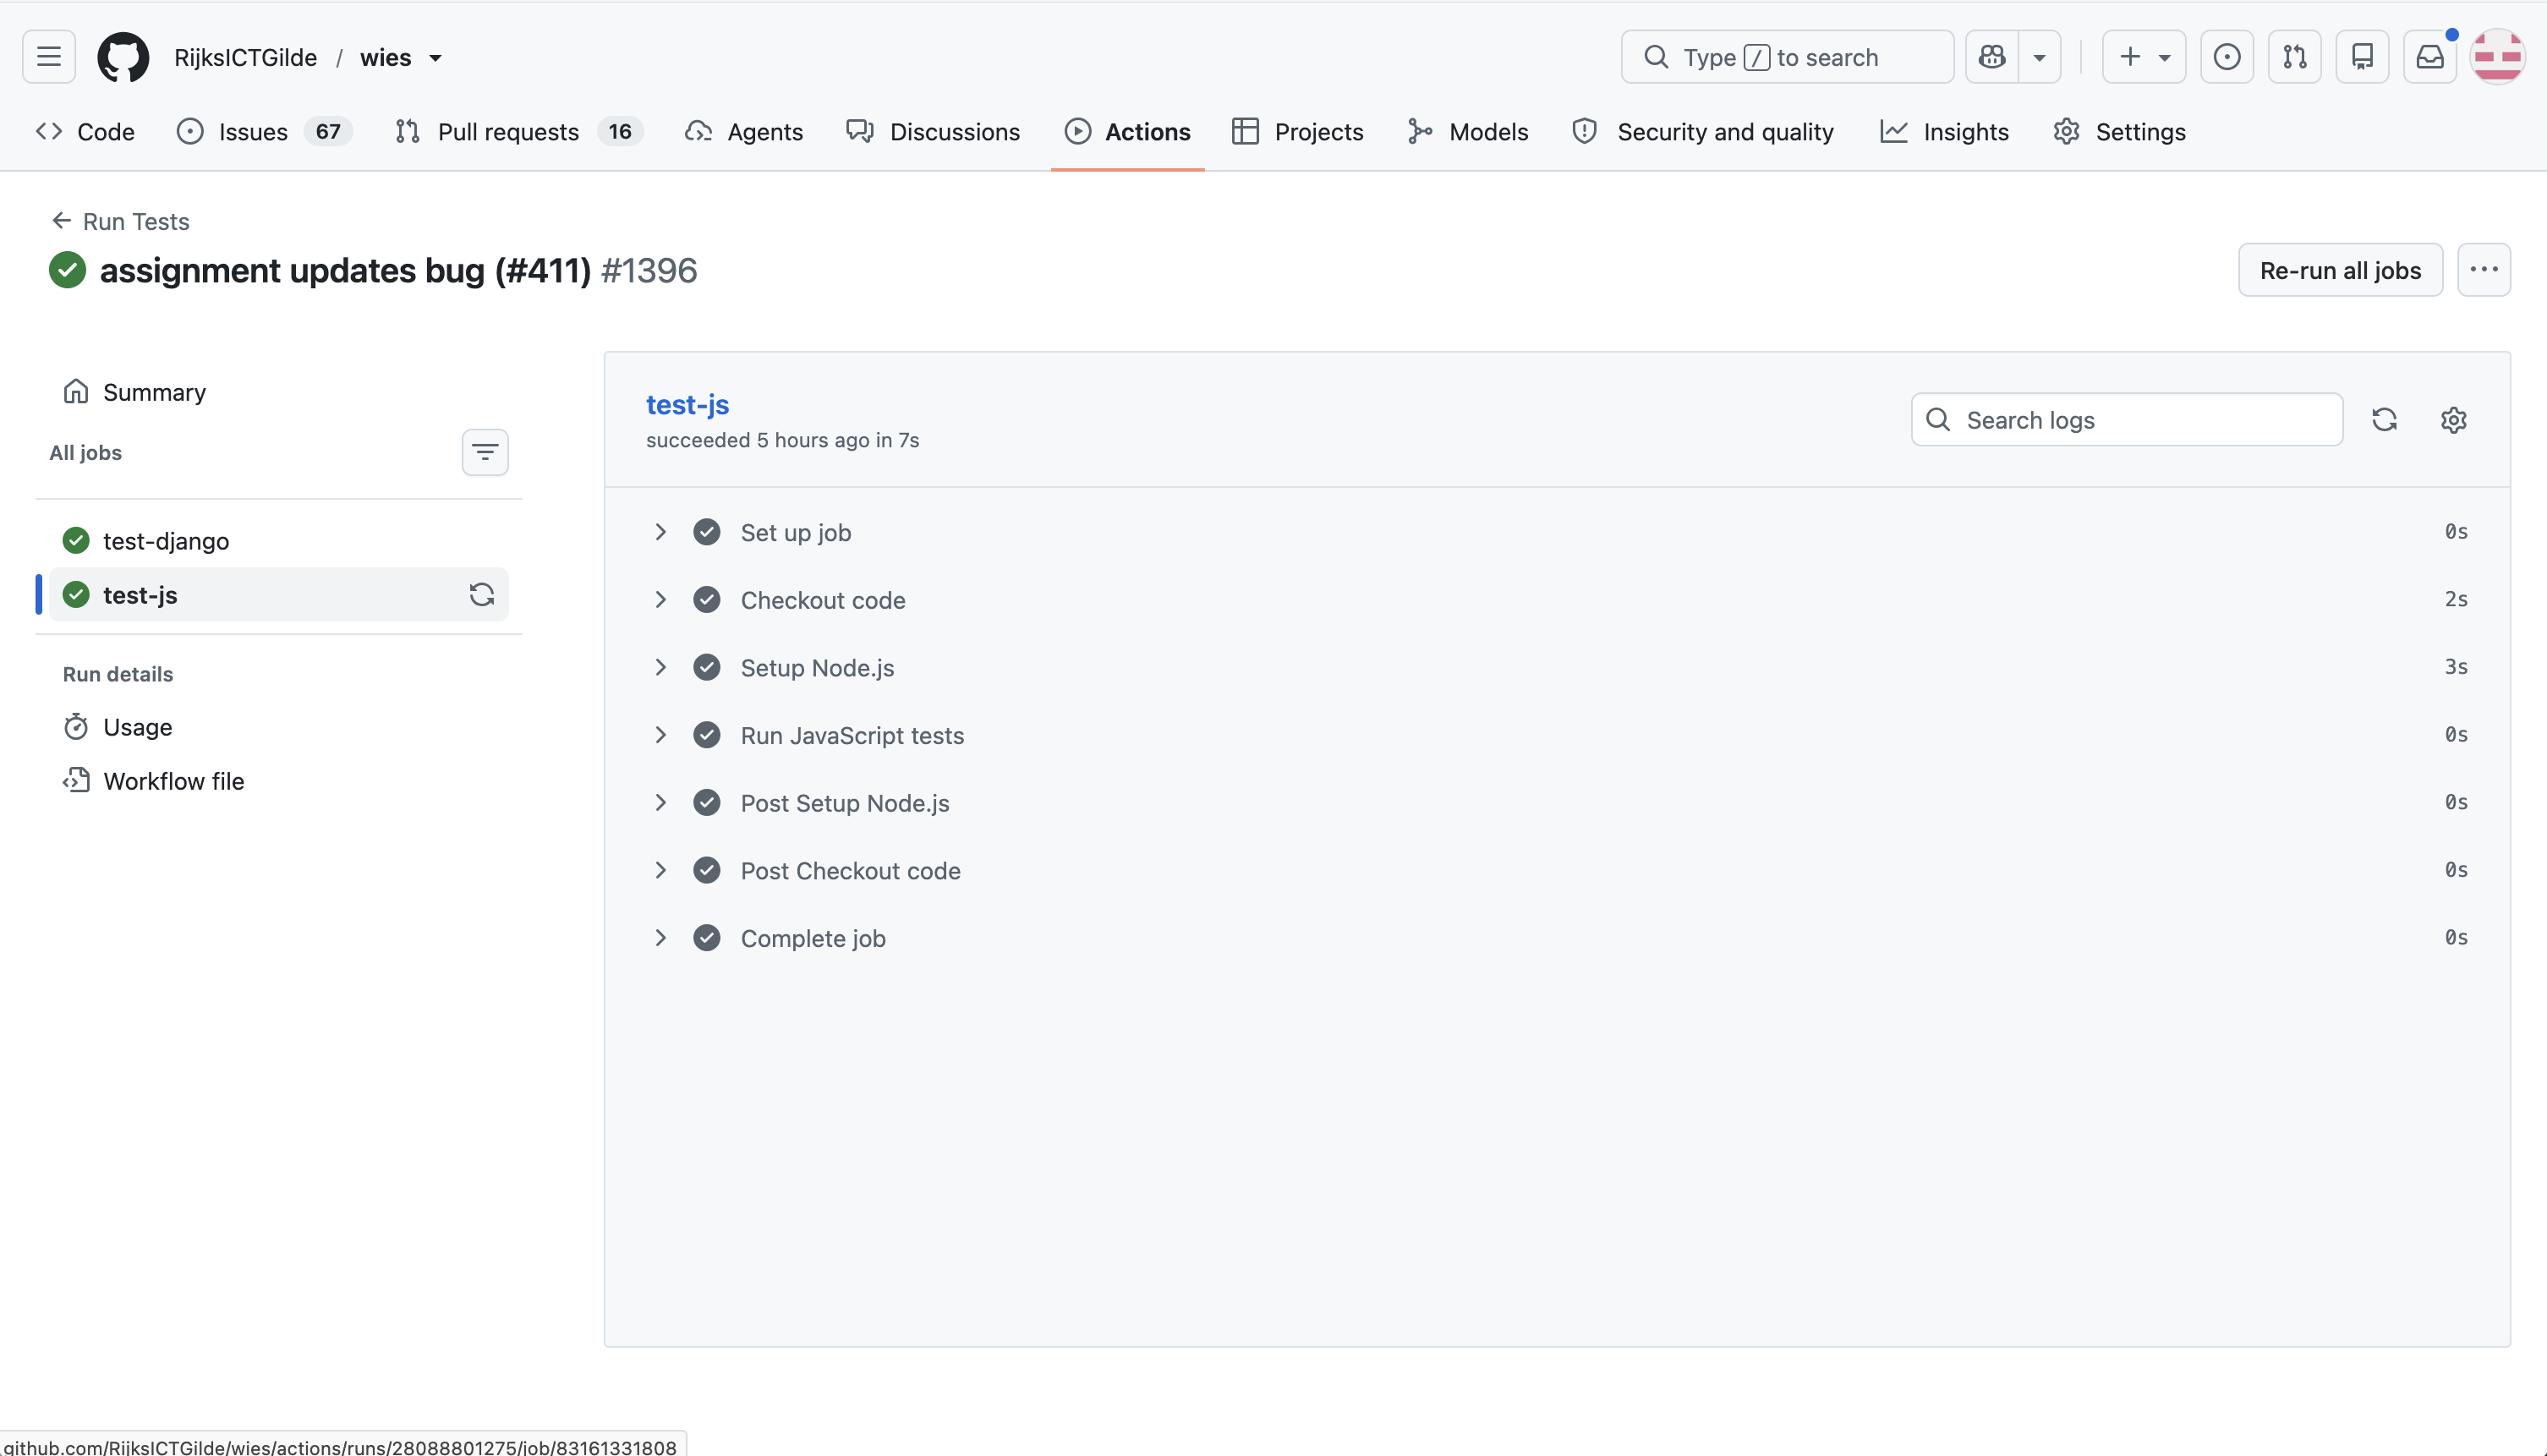 RijksICTGilde / wies
Type / to search
Code
Issues 67
Pull requests 16
Agents
Discussions
Actions
Projects
Models
Security and quality
Insights
Settings
Run Tests
assignment updates bug (#411) #1396
Re-run all jobs
Summary
All jobs
test-django
test-js
Run details
Usage
Workflow file
test-js
succeeded 5 hours ago in 7s
Search logs
Set up job 0s
Checkout code 2s
Setup Node.js 3s
Run JavaScript tests 0s
Post Setup Node.js 0s
Post Checkout code 0s
Complete job 0s
github.com/RijksICTGilde/wies/actions/runs/28088801275/job/83161331808